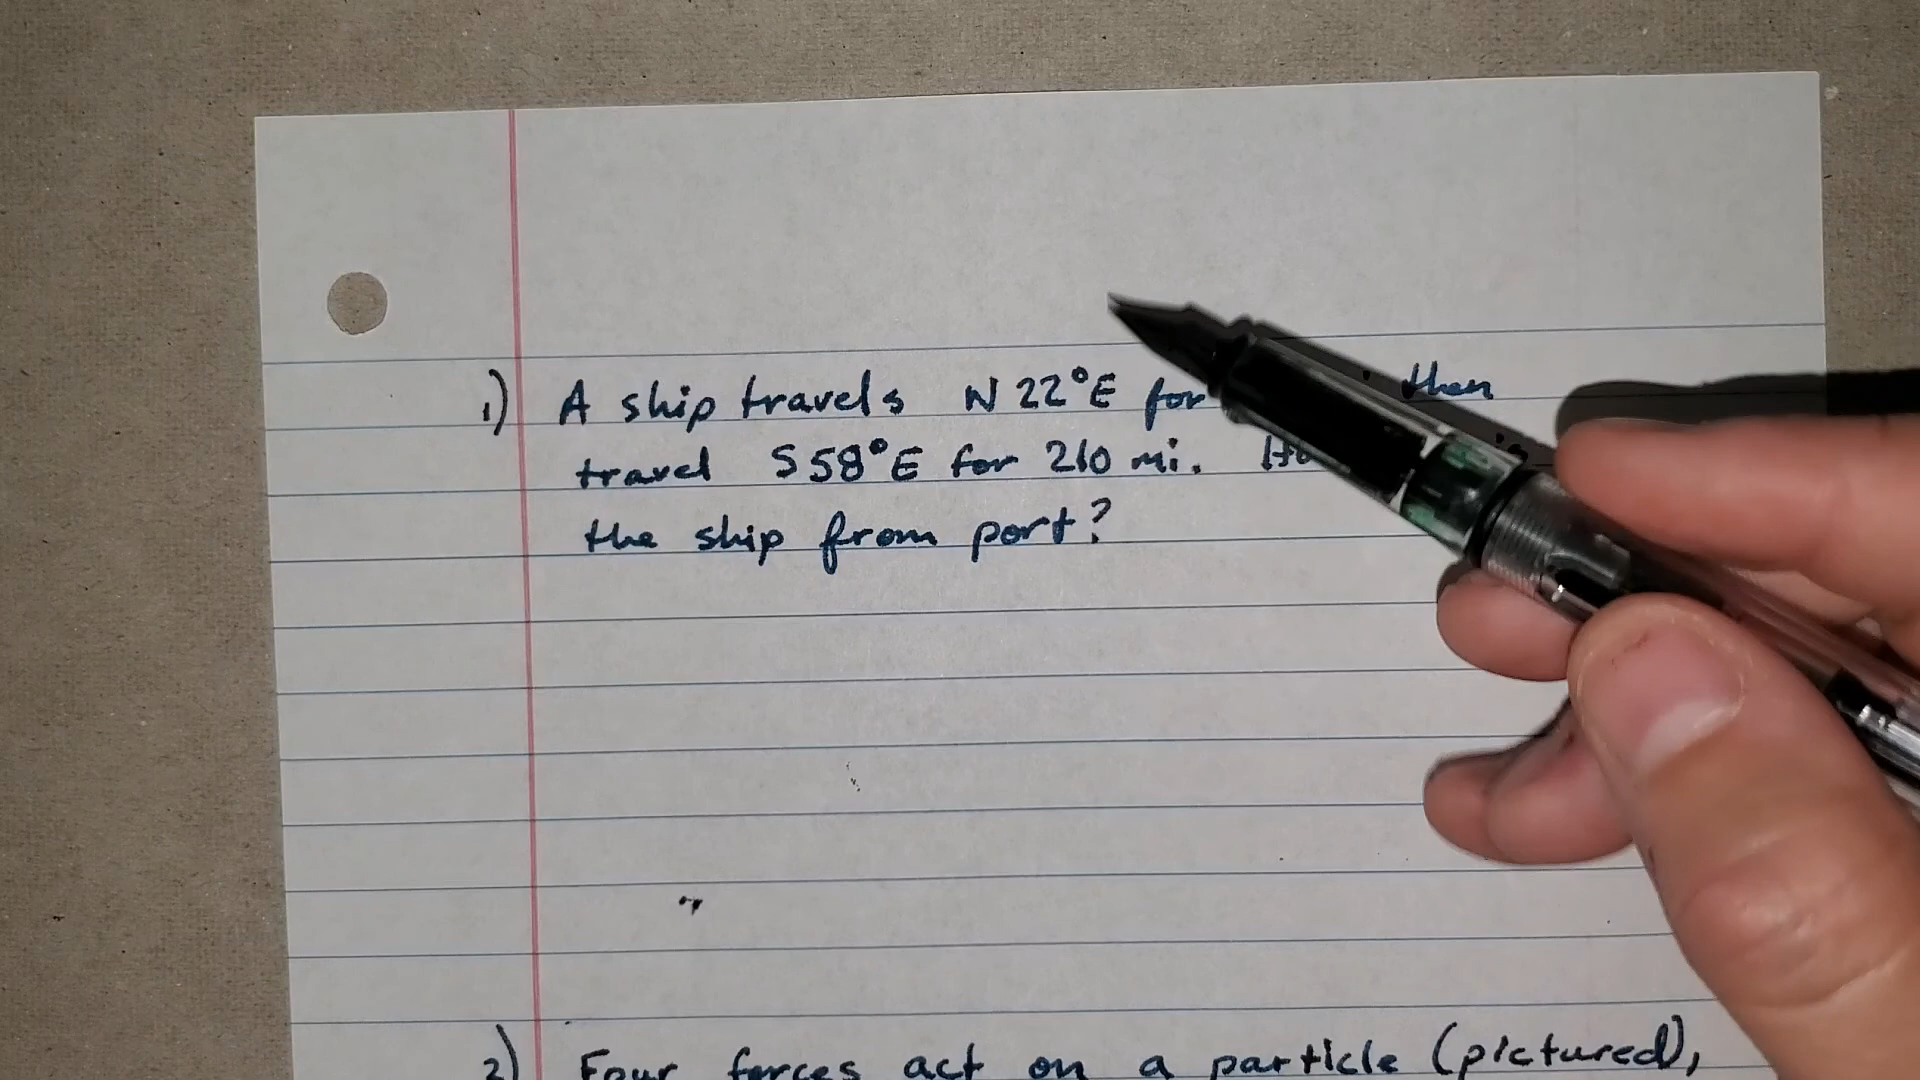 1) A ship travels N 22°E for then
travel S 58°E for 210 mi.
the ship from port?
2) Four forces act on a particle (pictured),